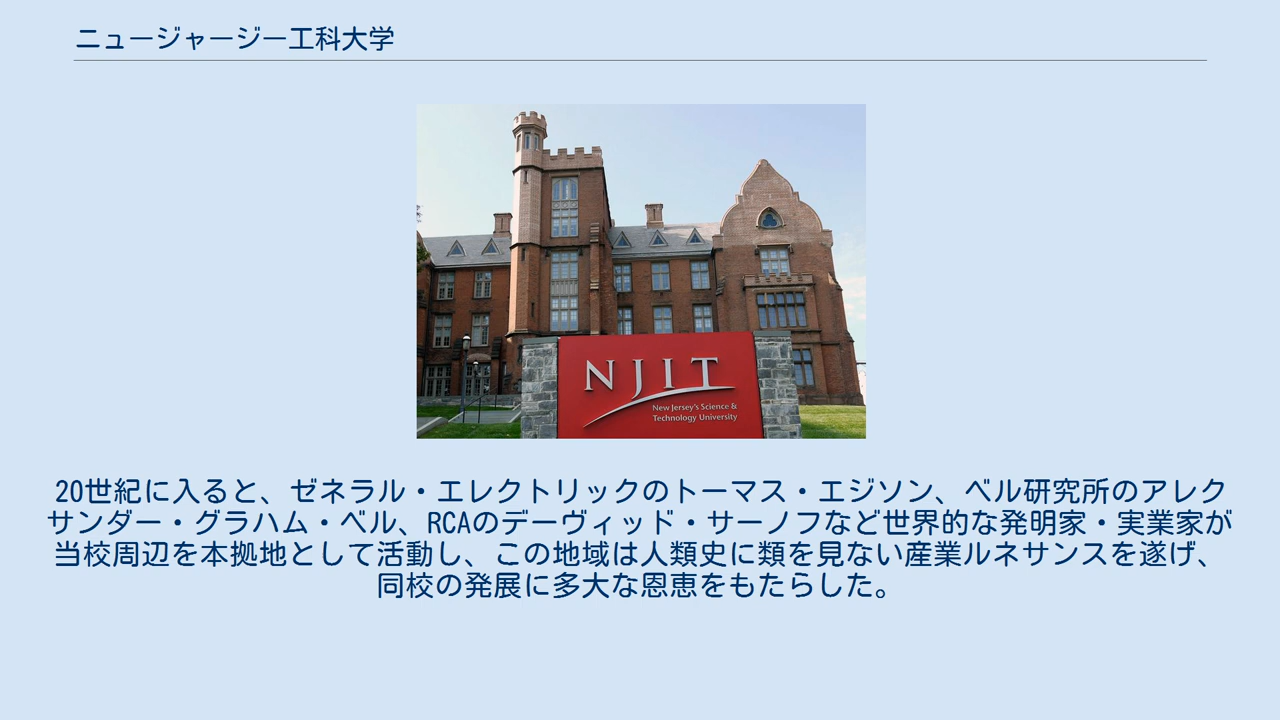 ニュージャージー工科大学
NJIT
New Jersey's Science &
Technology University
20世紀に入ると、ゼネラル・エレクトリックのトーマス・エジソン、ベル研究所のアレク
サンダー・グラハム・ベル、RCAのデーヴィッド・サーノフなど世界的な発明家・実業家が
当校周辺を本拠地として活動し、この地域は人類史に類を見ない産業ルネサンスを遂げ、
同校の発展に多大な恩恵をもたらした。